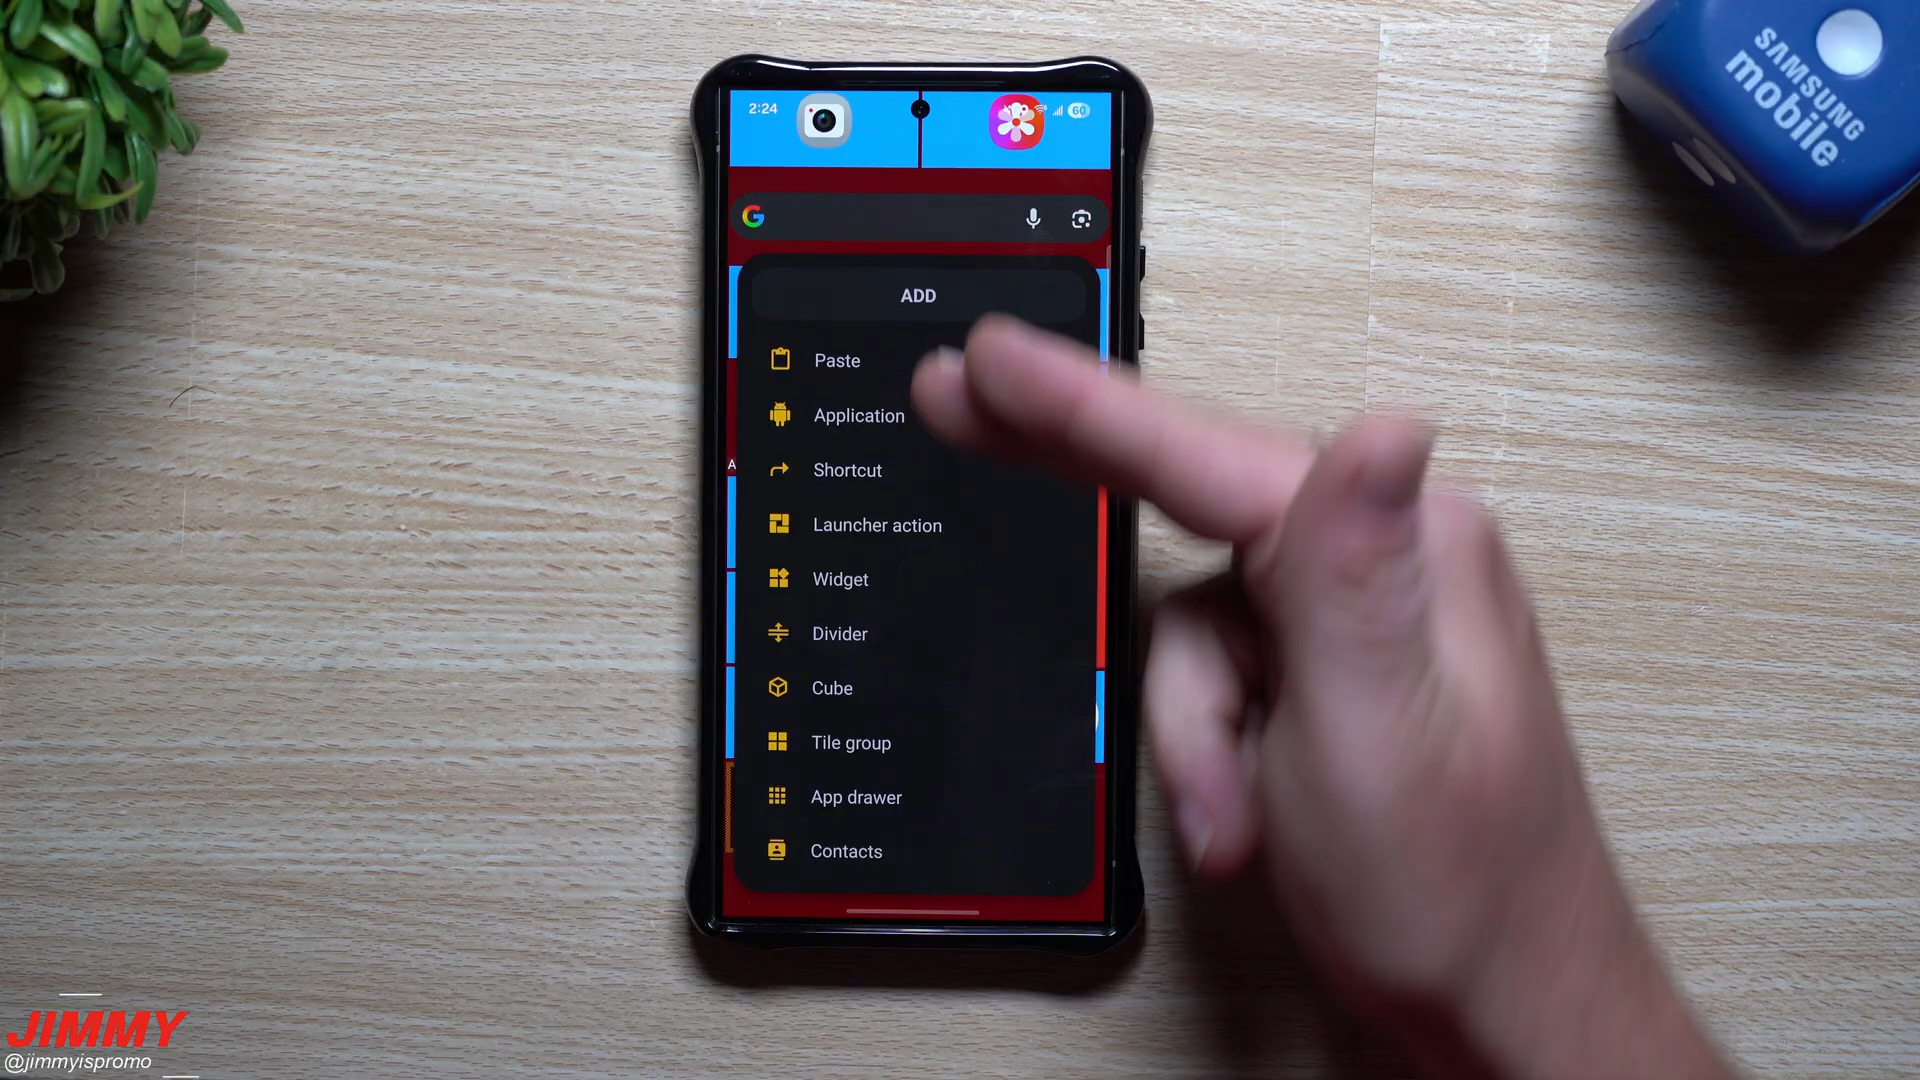 2:24
60
SAMSUNG
mobile
ADD
Paste
Application
A
Shortcut
Launcher action
Widget
Divider
Cube
Tile group
App drawer
Contacts
JIMMY
@jimmyispromo